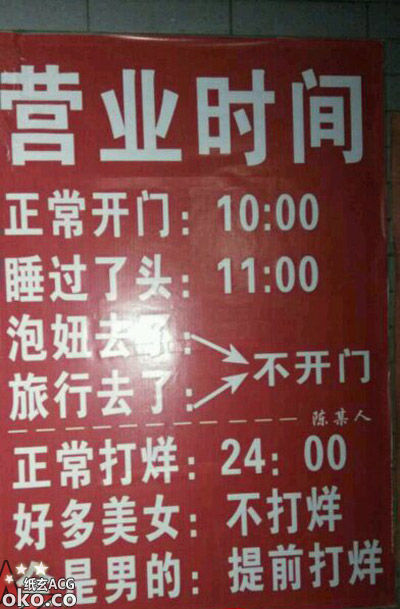 营业时间
正常开门：10:00
睡过了头：11:00
泡妞去了：
旅行去了：
不开门
陈某人
正常打烊：24：00
好多美女：不打烊
是男的：提前打烊
纸玄ACG
oko.co